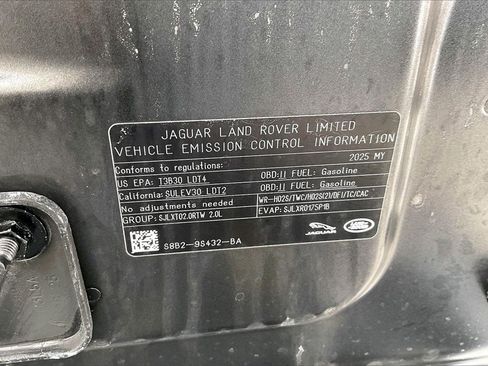 JAGUAR LAND ROVER LIMITED
VEHICLE EMISSION CONTROL INFORMATION
Conforms to regulations: 2025 MY
US EPA: T3B30 LDT4 OBD:II FUEL: Gasoline
California: SULEV30 LDT2 OBD:II FUEL: Gasoline
No adjustments needed WR-HO2S/TWC/HO2S(2)/DFI/TC/CAC
GROUP: SJLXT02.0RTW 2.0L EVAP: SJLXR0175P1B
S8B2-9S432-BA
JAGUAR